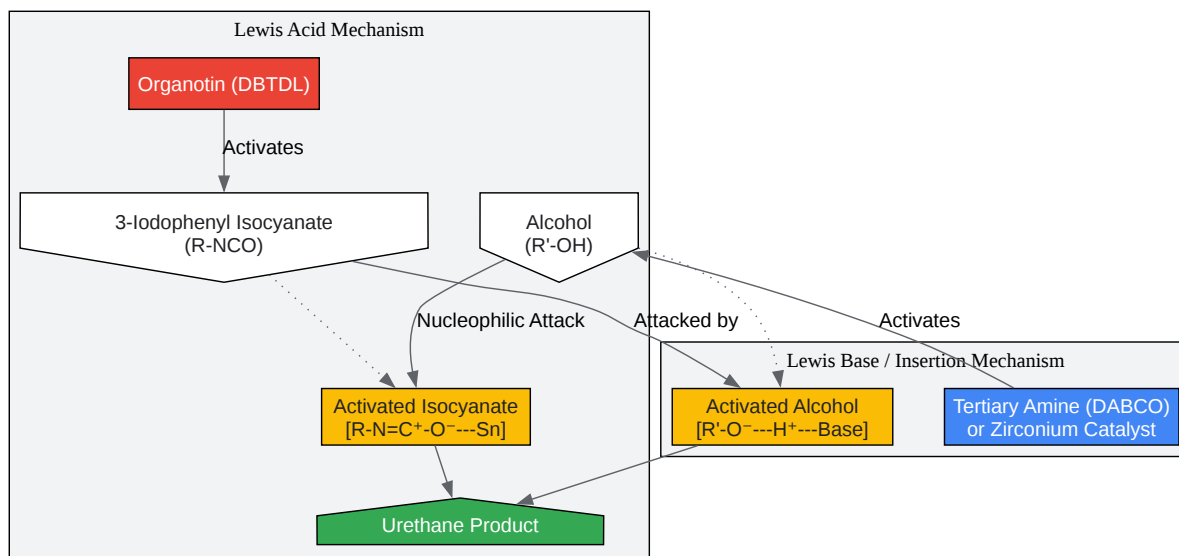 Lewis Acid Mechanism
Organotin (DBTDL)
Activates
3-Iodophenyl Isocyanate
(R-NCO)
Alcohol
(R'-OH)
Nucleophilic Attack
Attacked by
Activates
Lewis Base / Insertion Mechanism
Activated Isocyanate
[R-N=C⁺-O⁻---Sn]
Activated Alcohol
[R'-O⁻---H⁺---Base]
Tertiary Amine (DABCO)
or Zirconium Catalyst
Urethane Product